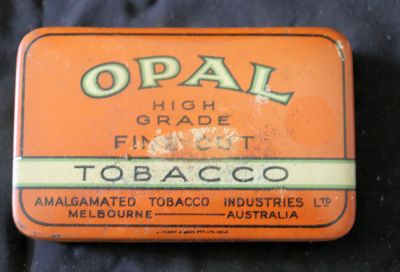 OPAL
HIGH
GRADE
FINE CUT
TOBACCO
AMALGAMATED TOBACCO INDUSTRIES LTD
MELBOURNE — AUSTRALIA